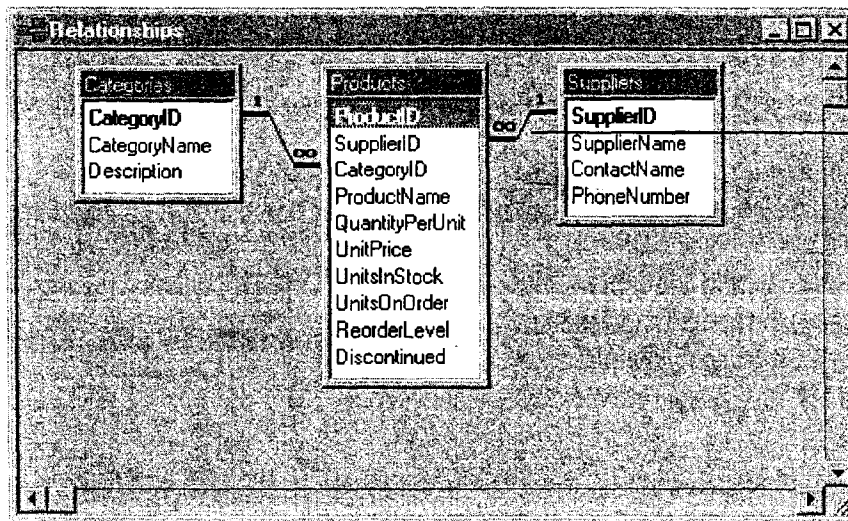 Relationships
Categories
CategoryID
CategoryName
Description
1
∞
Products
ProductID
SupplierID
CategoryID
ProductName
QuantityPerUnit
UnitPrice
UnitsInStock
UnitsOnOrder
ReorderLevel
Discontinued
∞
1
Suppliers
SupplierID
SupplierName
ContactName
PhoneNumber